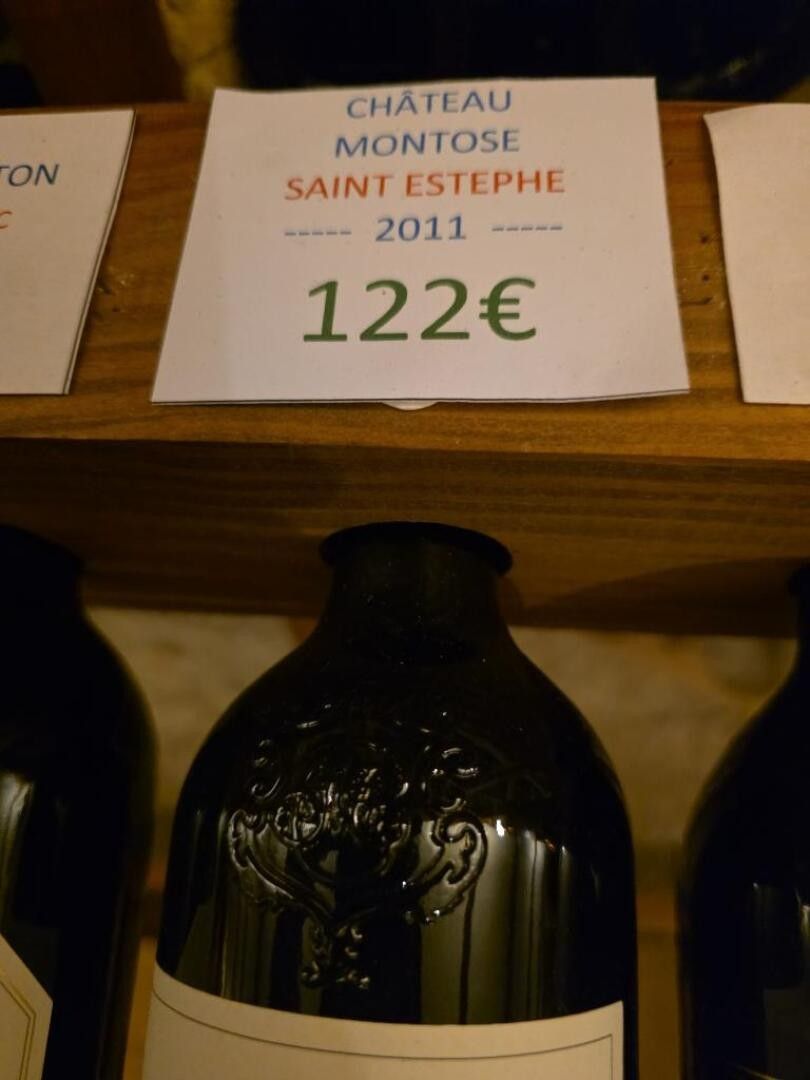 TON
C
CHÂTEAU
MONTOSE
SAINT ESTEPHE
----- 2011 -----
122€